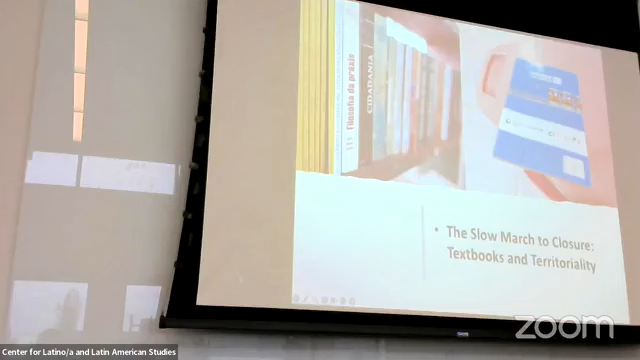 Filosofia da praxis
CIDADANIA
• The Slow March to Closure:
Textbooks and Territoriality
zoom
Center for Latino/a and Latin American Studies